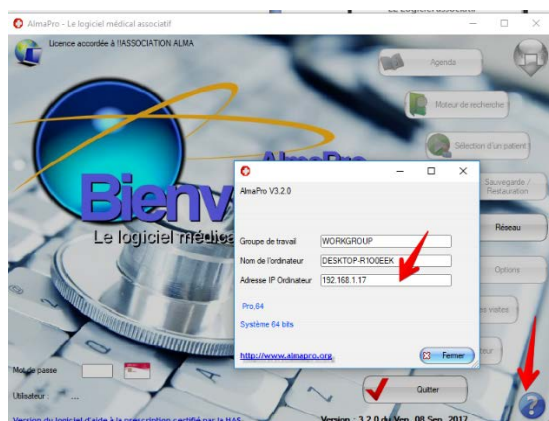 AlmaPro - Le logiciel médical associatif
Licence accordée à !!ASSOCIATION ALMA
Agenda
Moteur de recherche
Sélection d'un patient
Sauvegarde /
Restauration
Réseau
Options
Bienv
Le logiciel médica
AlmaPro V3.2.0
Groupe de travail WORKGROUP
Nom de l'ordinateur DESKTOP-R1O0EEK
Adresse IP Ordinateur 192.168.1.17
Pro,64
Système 64 bits
http://www.almapro.org
Fermer
Mot de passe
Utilisateur : ...
Quitter
Version : 3.2.0 du Ven. 08 Sep. 2017